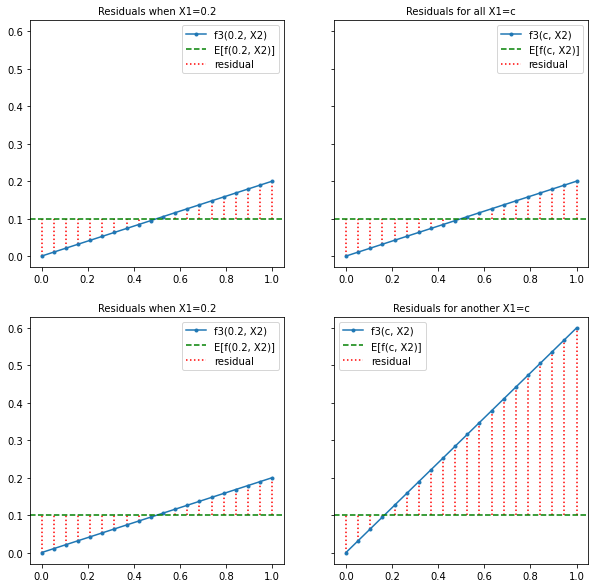 Residuals when X1=0.2
f3(0.2, X2)
E[f(0.2, X2)]
residual
0.6
0.5
0.4
0.3
0.2
0.1
0.0
0.0 0.2 0.4 0.6 0.8 1.0
Residuals for all X1=c
f3(c, X2)
E[f(c, X2)]
residual
0.0 0.2 0.4 0.6 0.8 1.0
Residuals when X1=0.2
f3(0.2, X2)
E[f(0.2, X2)]
residual
0.6
0.5
0.4
0.3
0.2
0.1
0.0
0.0 0.2 0.4 0.6 0.8 1.0
Residuals for another X1=c
f3(c, X2)
E[f(c, X2)]
residual
0.0 0.2 0.4 0.6 0.8 1.0